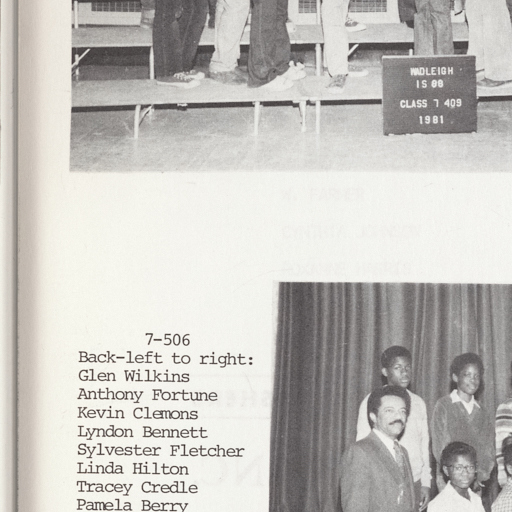 WADLEIGH
IS 88
CLASS 7 409
1981
7-506
Back-left to right:
Glen Wilkins
Anthony Fortune
Kevin Clemons
Lyndon Bennett
Sylvester Fletcher
Linda Hilton
Tracey Credle
Pamela Berry